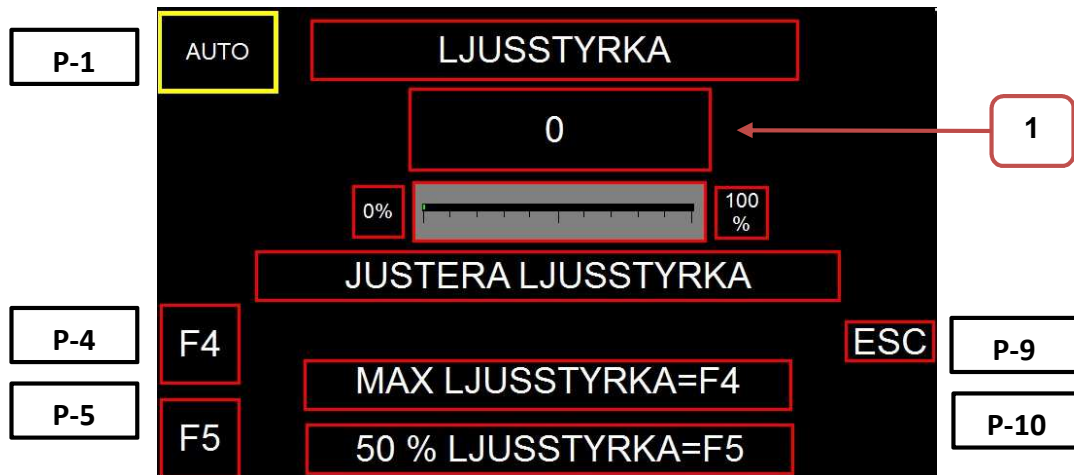 P-1
AUTO
LJUSSTYRKA
0
1
0%
100
%
JUSTERA LJUSSTYRKA
P-4
F4
ESC
P-9
MAX LJUSSTYRKA=F4
P-5
F5
P-10
50 % LJUSSTYRKA=F5